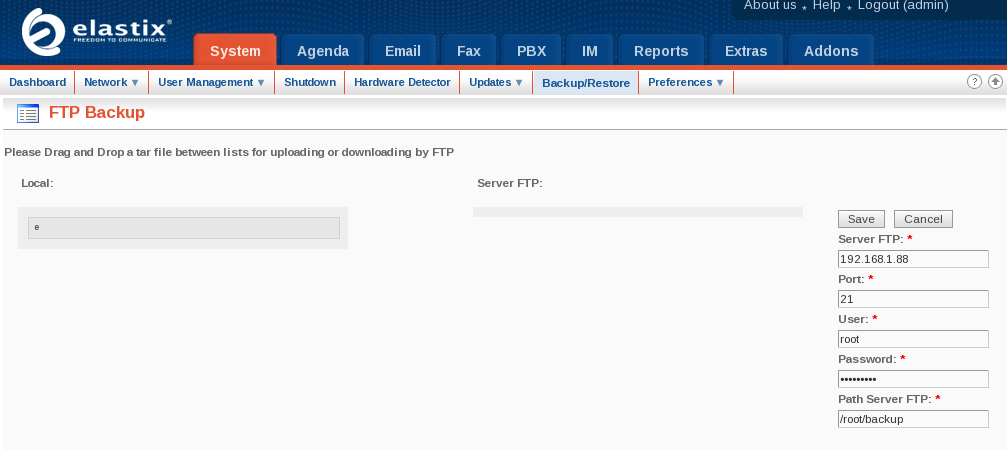 About us Help Logout (admin)
elastix®
FREEDOM TO COMMUNICATE
System Agenda Email Fax PBX IM Reports Extras Addons
Dashboard Network User Management Shutdown Hardware Detector Updates Backup/Restore Preferences ?
FTP Backup
Please Drag and Drop a tar file between lists for uploading or downloading by FTP
Local: Server FTP:
e
Save Cancel
Server FTP: *
192.168.1.88
Port: *
21
User: *
root
Password: *
•••••••••
Path Server FTP: *
/root/backup